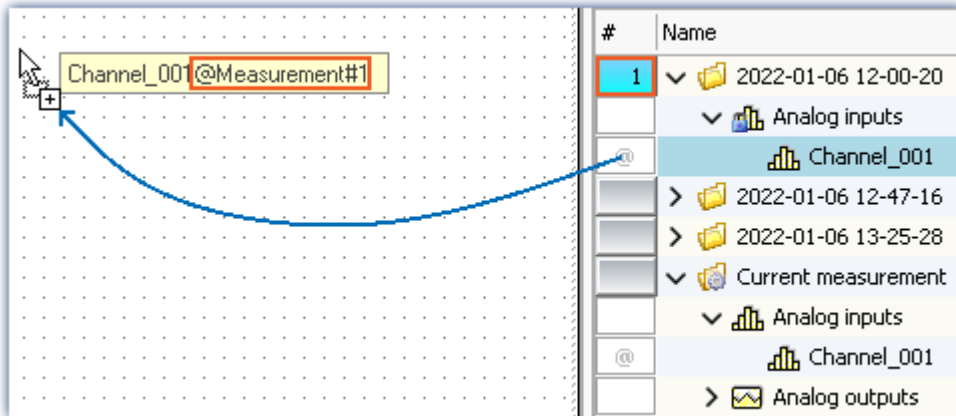 Channel_001@Measurement#1
# Name
1 2022-01-06 12-00-20
Analog inputs
@ Channel_001
2022-01-06 12-47-16
2022-01-06 13-25-28
Current measurement
Analog inputs
@ Channel_001
Analog outputs